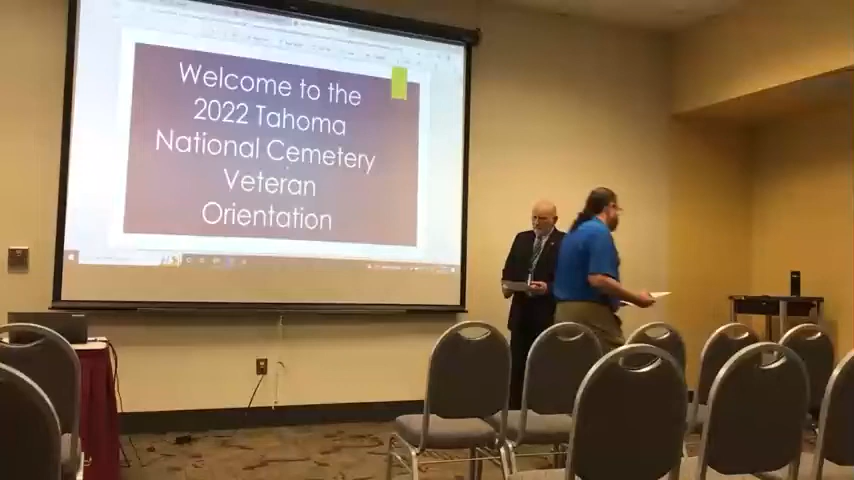 Welcome to the
2022 Tahoma
National Cemetery
Veteran
Orientation